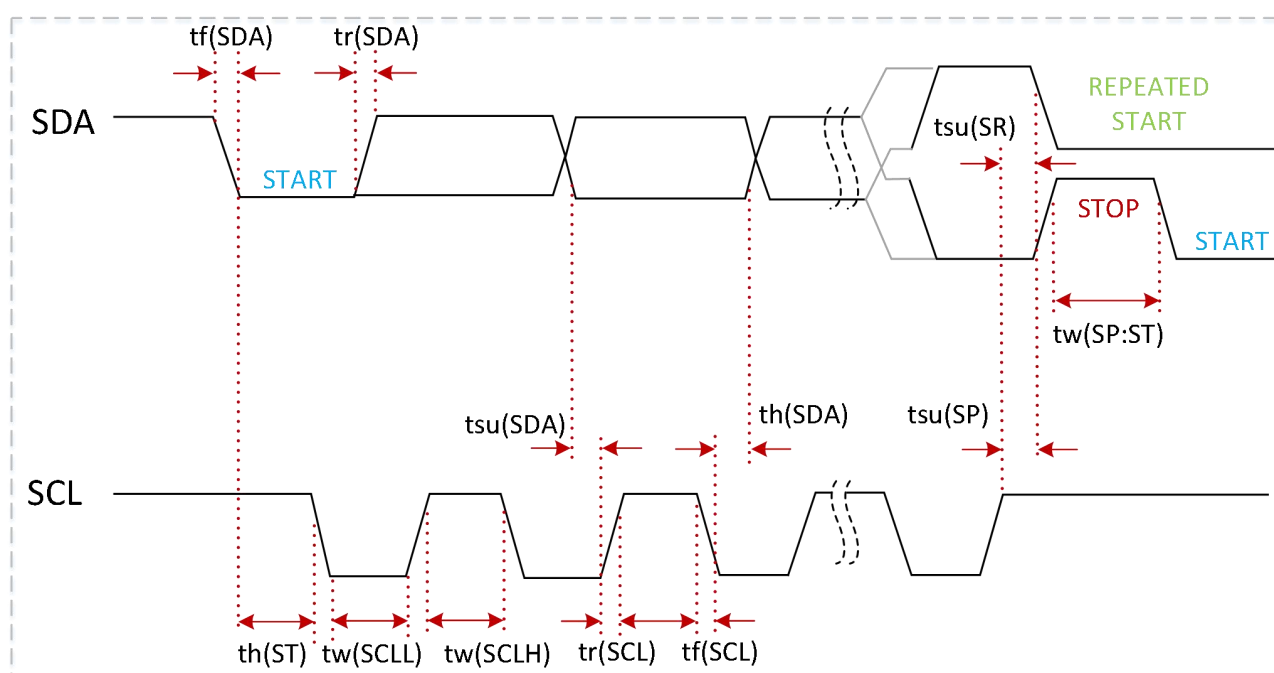 tf(SDA)
tr(SDA)
SDA
START
tsu(SR)
REPEATED
START
STOP
START
tw(SP:ST)
tsu(SDA)
th(SDA)
tsu(SP)
SCL
th(ST)
tw(SCLL)
tw(SCLH)
tr(SCL)
tf(SCL)